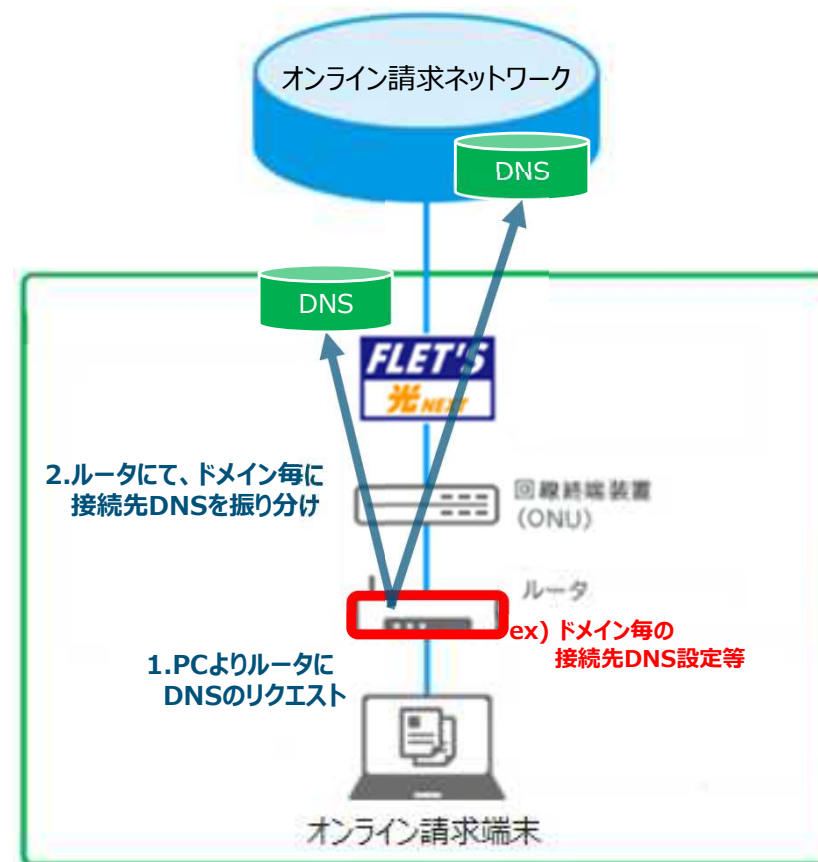 オンライン請求ネットワーク
DNS
DNS
FLET'S
光 NEXT
2.ルータにて、ドメイン毎に
接続先DNSを振り分け
回線終端装置
(ONU)
ルータ
ex) ドメイン毎の
接続先DNS設定等
1.PCよりルータに
DNSのリクエスト
オンライン請求端末